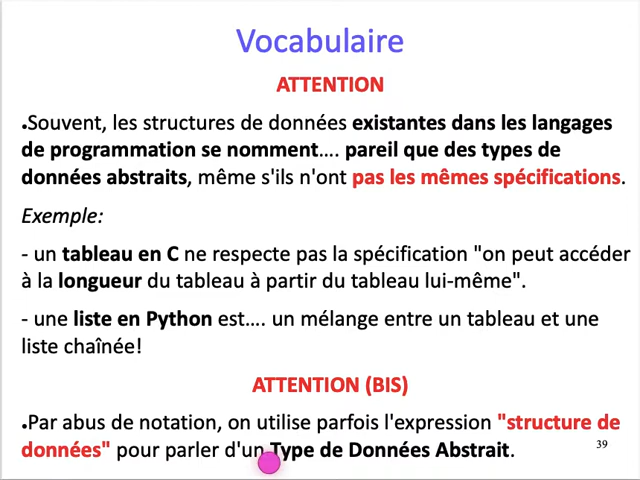 Vocabulaire
ATTENTION
●Souvent, les structures de données existantes dans les langages
de programmation se nomment…. pareil que des types de
données abstraits, même s'ils n'ont pas les mêmes spécifications.
Exemple:
- un tableau en C ne respecte pas la spécification "on peut accéder
à la longueur du tableau à partir du tableau lui-même".
- une liste en Python est…. un mélange entre un tableau et une
liste chaînée!
ATTENTION (BIS)
●Par abus de notation, on utilise parfois l'expression "structure de
données" pour parler d'un Type de Données Abstrait.
39